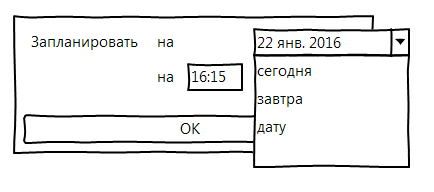 Запланировать на 22 янв. 2016
на 16:15
OK
сегодня
завтра
дату